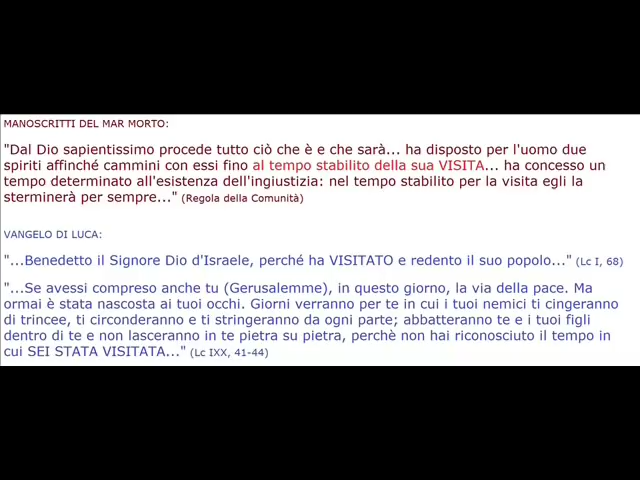 MANOSCRITTI DEL MAR MORTO:
"Dal Dio sapientissimo procede tutto ciò che è e che sarà... ha disposto per l'uomo due
spiriti affinché cammini con essi fino al tempo stabilito della sua VISITA... ha concesso un
tempo determinato all'esistenza dell'ingiustizia: nel tempo stabilito per la visita egli la
sterminerà per sempre..." (Regola della Comunità)
VANGELO DI LUCA:
"...Benedetto il Signore Dio d'Israele, perché ha VISITATO e redento il suo popolo..." (Lc I, 68)
"...Se avessi compreso anche tu (Gerusalemme), in questo giorno, la via della pace. Ma
ormai è stata nascosta ai tuoi occhi. Giorni verranno per te in cui i tuoi nemici ti cingeranno
di trincee, ti circonderanno e ti stringeranno da ogni parte; abbatteranno te e i tuoi figli
dentro di te e non lasceranno in te pietra su pietra, perchè non hai riconosciuto il tempo in
cui SEI STATA VISITATA..." (Lc IXX, 41-44)